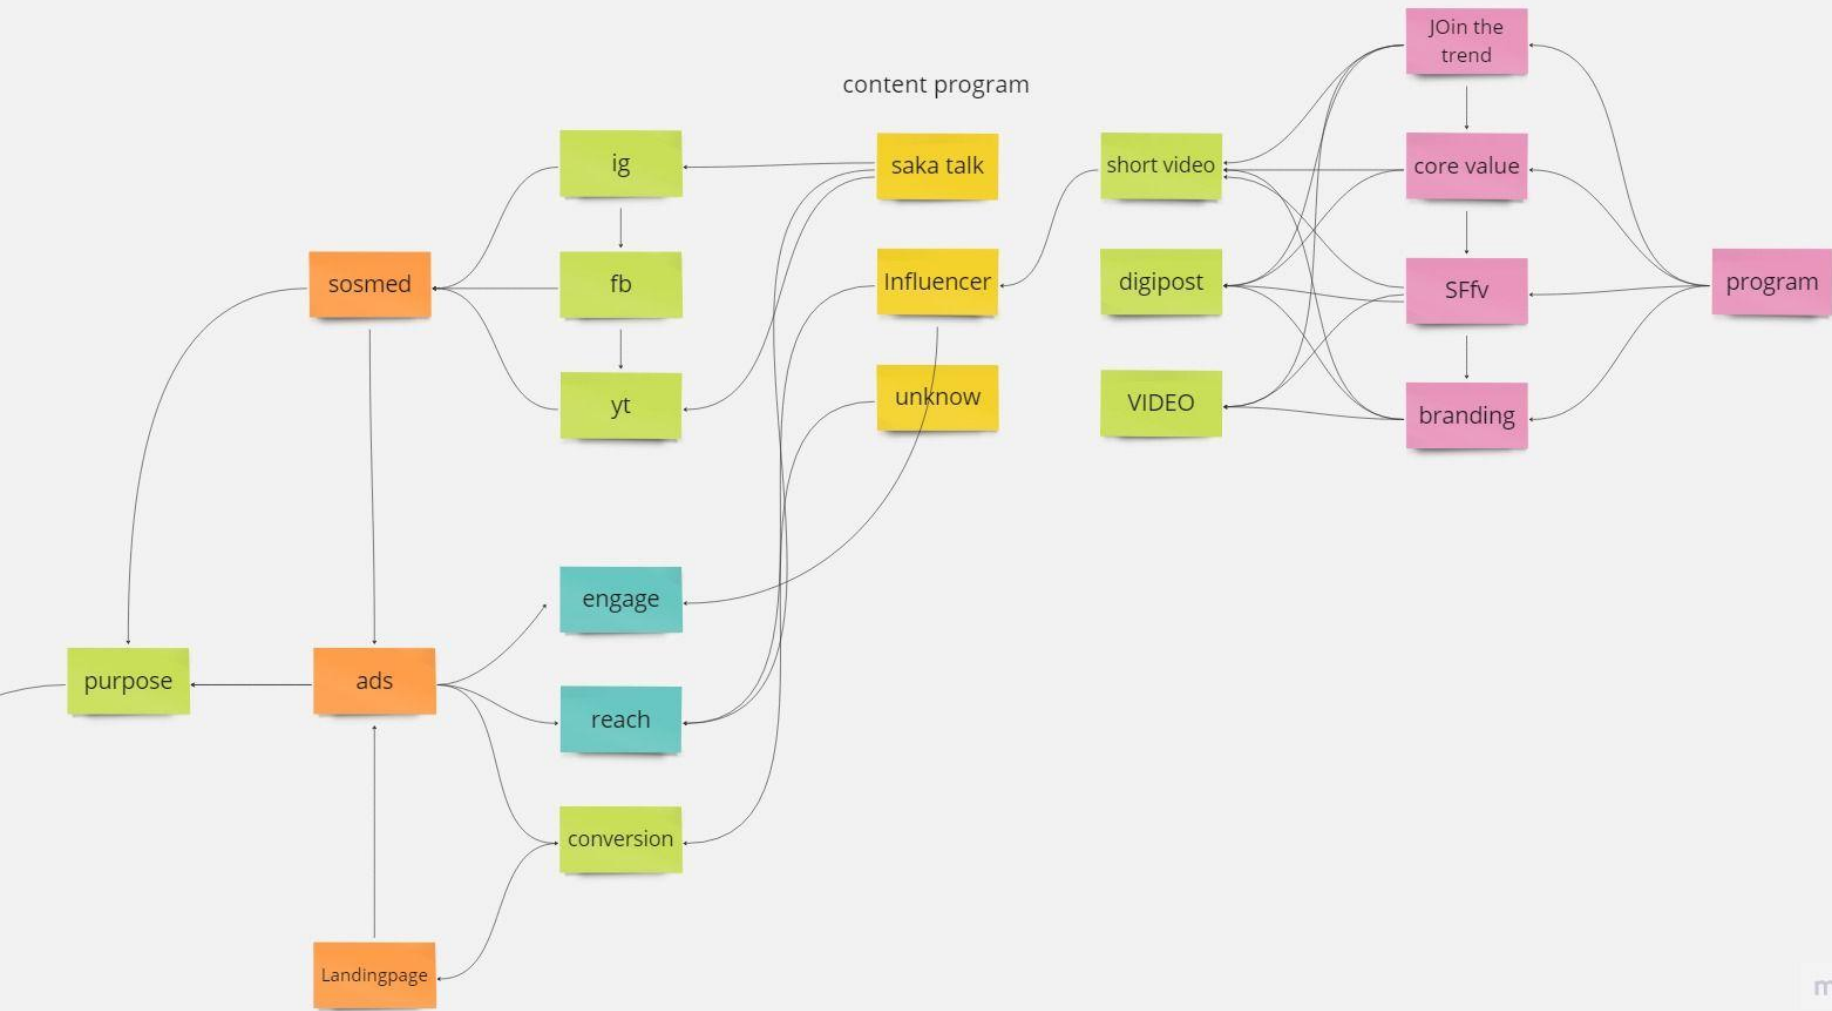 JOin the
trend
content program
ig
saka talk
short video
core value
sosmed
fb
Influencer
digipost
SFfv
program
yt
unknow
VIDEO
branding
engage
purpose
ads
reach
conversion
Landingpage
m